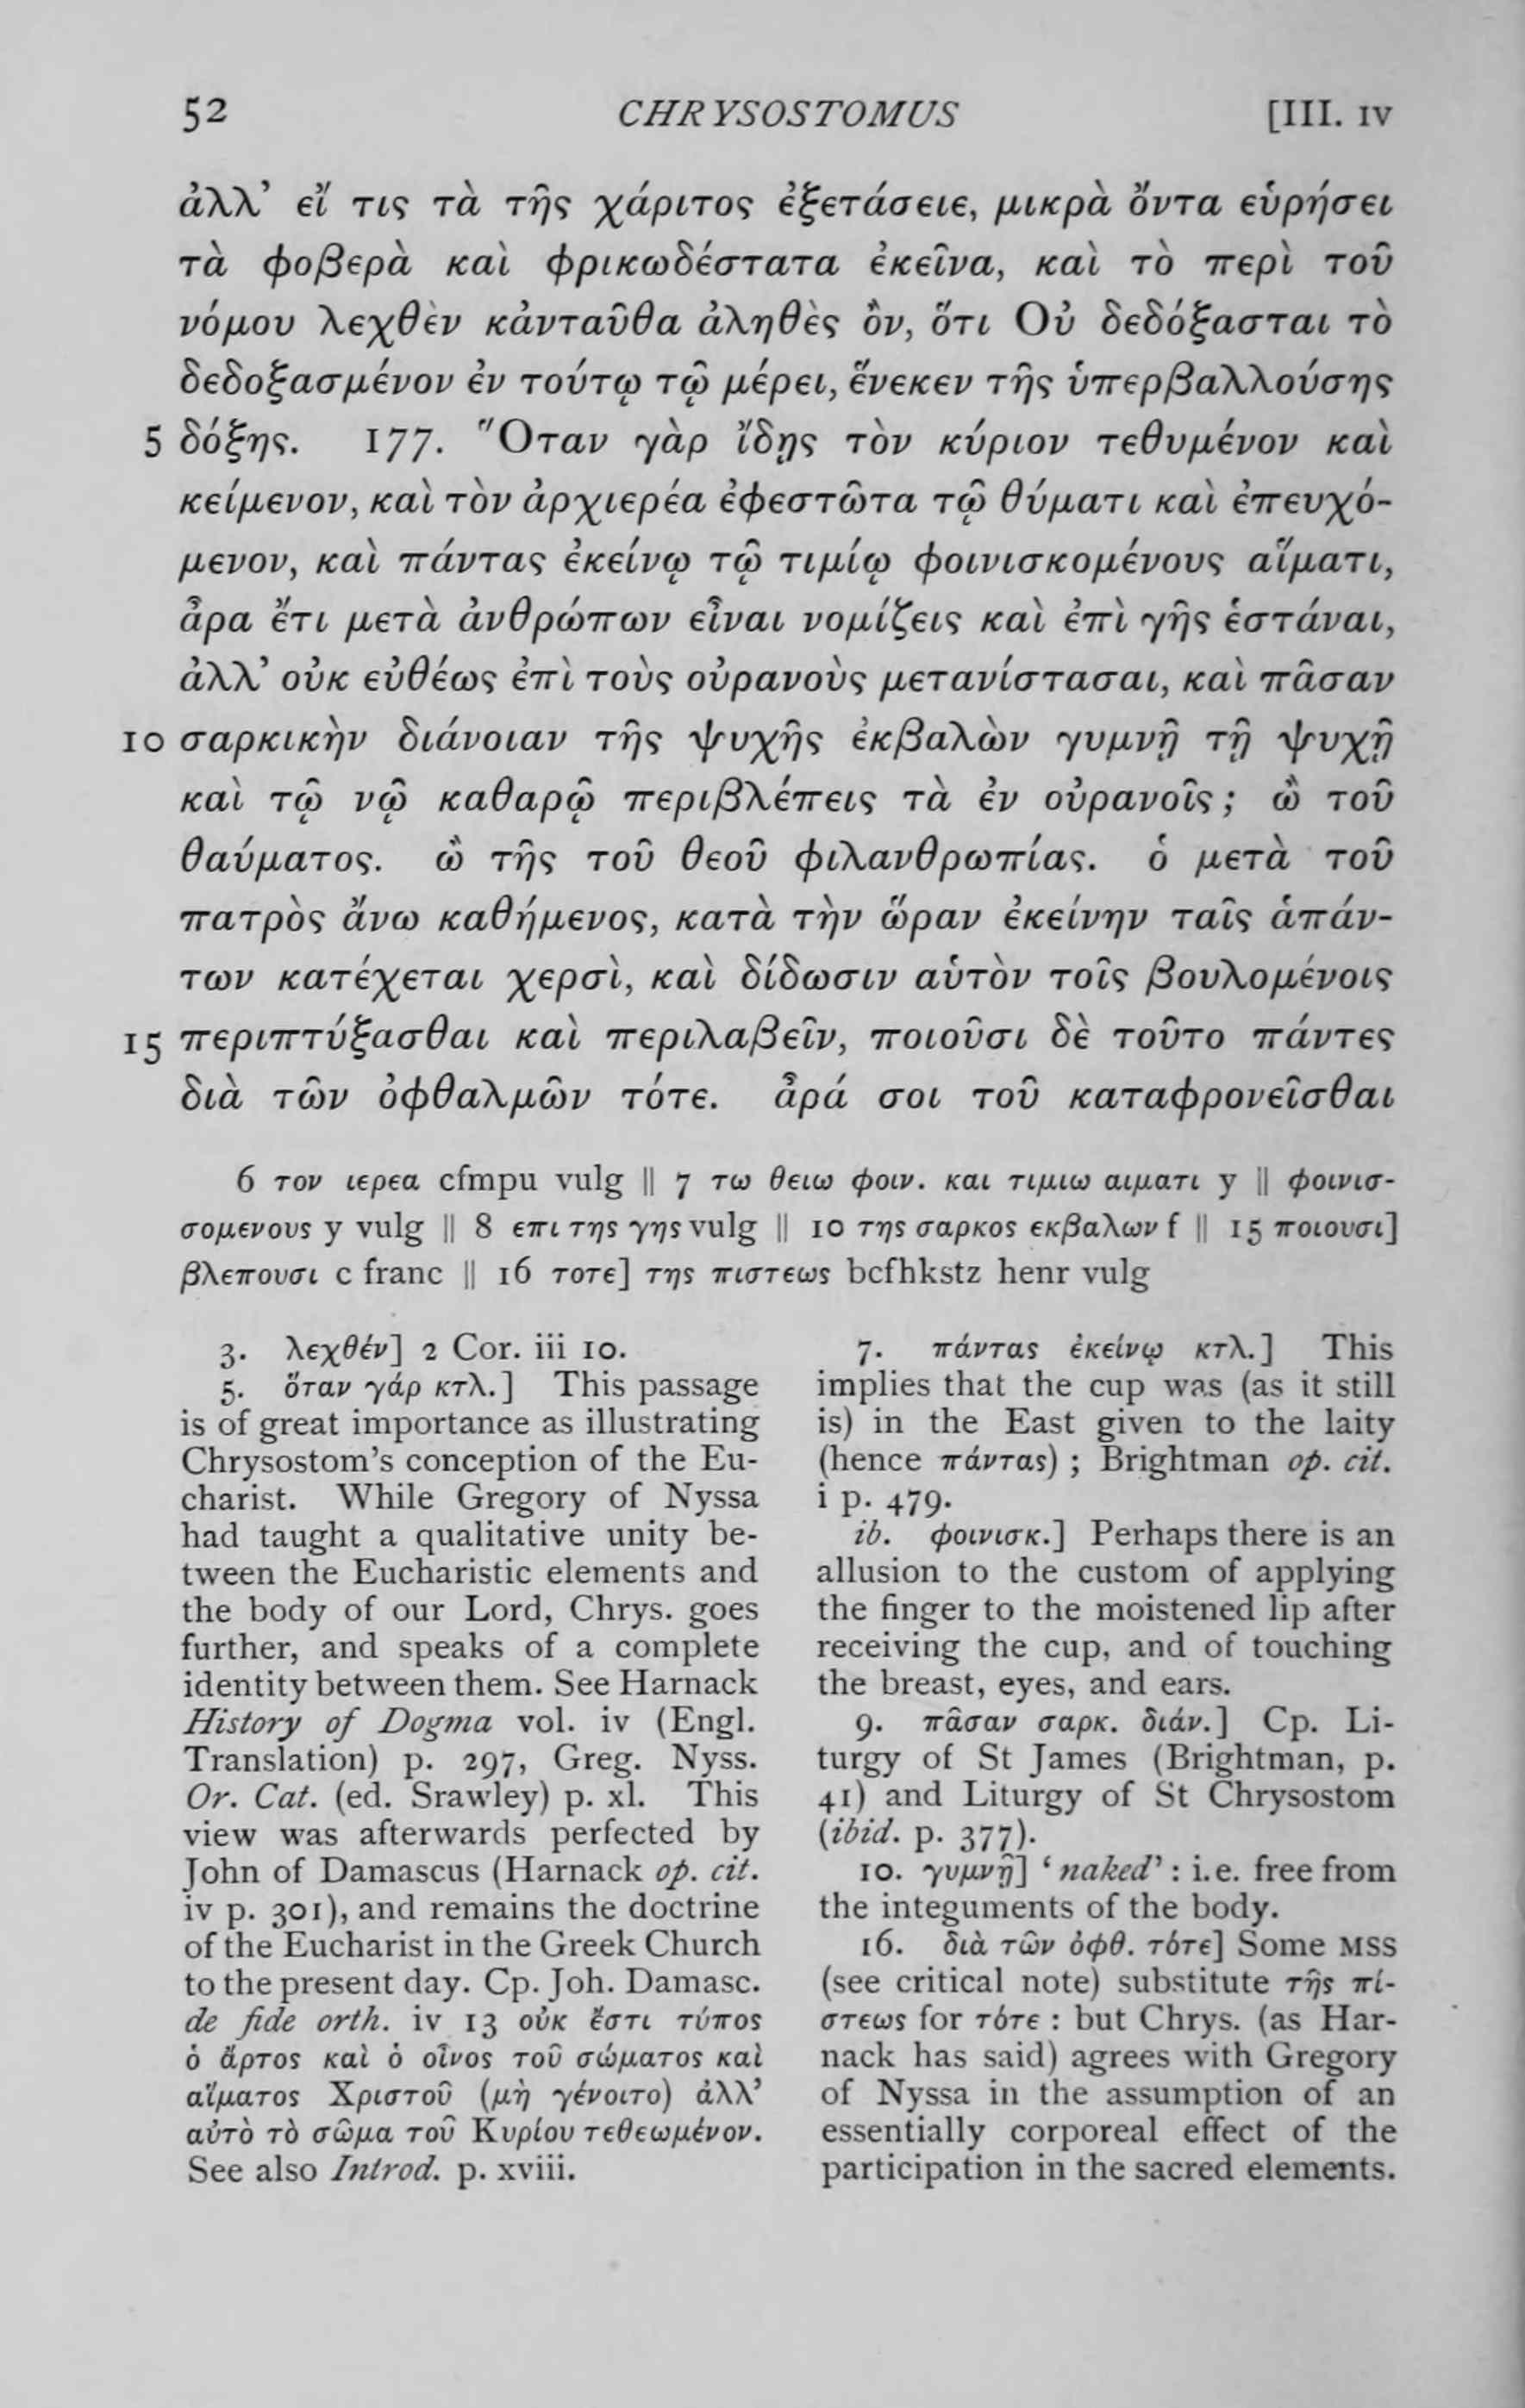 52 CHRYSOSTOMUS [III. IV
ἀλλ’ εἴ τις τὰ τῆς χάριτος ἐξετάσειε, μικρὰ ὄντα εὑρήσει
τὰ φοβερὰ καὶ φρικωδέστατα ἐκεῖνα, καὶ τὸ περὶ τοῦ
νόμου λεχθὲν κἀνταῦθα ἀληθὲς ὂν, ὅτι Οὐ δεδόξασται τὸ
δεδοξασμένον ἐν τούτῳ τῷ μέρει, ἕνεκεν τῆς ὑπερβαλλούσης
5 δόξης. 177. Ὅταν γὰρ ἴδῃς τὸν κύριον τεθυμένον καὶ
κείμενον, καὶ τὸν ἀρχιερέα ἐφεστῶτα τῷ θύματι καὶ ἐπευχό-
μενον, καὶ πάντας ἐκείνῳ τῷ τιμίῳ φοινισκομένους αἵματι,
ἆρα ἔτι μετὰ ἀνθρώπων εἶναι νομίζεις καὶ ἐπὶ γῆς ἑστάναι,
ἀλλ’ οὐκ εὐθέως ἐπὶ τοὺς οὐρανοὺς μετανίστασαι, καὶ πᾶσαν
10 σαρκικὴν διάνοιαν τῆς ψυχῆς ἐκβαλὼν γυμνῇ τῇ ψυχῇ
καὶ τῷ νῷ καθαρῷ περιβλέπεις τὰ ἐν οὐρανοῖς; ὢ τοῦ
θαύματος. ὢ τῆς τοῦ θεοῦ φιλανθρωπίας. ὁ μετὰ τοῦ
πατρὸς ἄνω καθήμενος, κατὰ τὴν ὥραν ἐκείνην ταῖς ἁπάν-
των κατέχεται χερσὶ, καὶ δίδωσιν αὑτὸν τοῖς βουλομένοις
15 περιπτύξασθαι καὶ περιλαβεῖν, ποιοῦσι δὲ τοῦτο πάντες
διὰ τῶν ὀφθαλμῶν τότε. ἆρά σοι τοῦ καταφρονεῖσθαι
6 τον ιερεα cfmpu vulg || 7 τω θειω φοιν. και τιμιω αιματι y || φοινισ-
σομενους y vulg || 8 επι της γης vulg || 10 της σαρκος εκβαλων f || 15 ποιουσι]
βλεπουσι c franc || 16 τοτε] της πιστεως bcfhkstz henr vulg
3. λεχθέν] 2 Cor. iii 10.
5. ὅταν γάρ κτλ.] This passage
is of great importance as illustrating
Chrysostom’s conception of the Eu-
charist. While Gregory of Nyssa
had taught a qualitative unity be-
tween the Eucharistic elements and
the body of our Lord, Chrys. goes
further, and speaks of a complete
identity between them. See Harnack
History of Dogma vol. iv (Engl.
Translation) p. 297, Greg. Nyss.
Or. Cat. (ed. Srawley) p. xl. This
view was afterwards perfected by
John of Damascus (Harnack op. cit.
iv p. 301), and remains the doctrine
of the Eucharist in the Greek Church
to the present day. Cp. Joh. Damasc.
de fide orth. iv 13 οὐκ ἔστι τύπος
ὁ ἄρτος καὶ ὁ οἶνος τοῦ σώματος καὶ
αἵματος Χριστοῦ (μὴ γένοιτο) ἀλλ’
αὐτὸ τὸ σῶμα τοῦ Κυρίου τεθεωμένον.
See also Introd. p. xviii.
7. πάντας ἐκείνῳ κτλ.] This
implies that the cup was (as it still
is) in the East given to the laity
(hence πάντας) ; Brightman op. cit.
i p. 479.
ib. φοινισκ.] Perhaps there is an
allusion to the custom of applying
the finger to the moistened lip after
receiving the cup, and of touching
the breast, eyes, and ears.
9. πᾶσαν σαρκ. διάν.] Cp. Li-
turgy of St James (Brightman, p.
41) and Liturgy of St Chrysostom
(ibid. p. 377).
10. γυμνῇ] ‘naked’ : i.e. free from
the integuments of the body.
16. διὰ τῶν ὀφθ. τότε] Some MSS
(see critical note) substitute τῆς πί-
στεως for τότε : but Chrys. (as Har-
nack has said) agrees with Gregory
of Nyssa in the assumption of an
essentially corporeal effect of the
participation in the sacred elements.